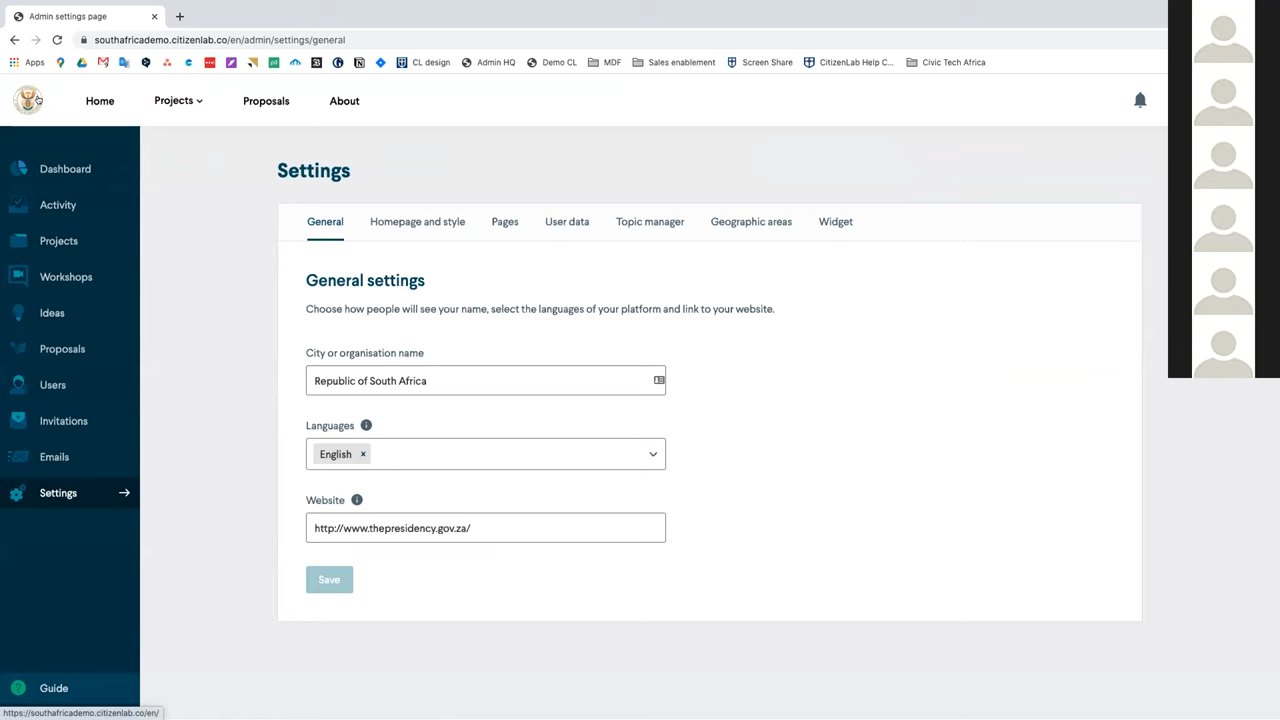 Admin settings page
southafricademo.citizenlab.co/en/admin/settings/general
Apps CL design Admin HQ Demo CL MDF Sales enablement Screen Share CitizenLab Help C... Civic Tech Africa
Home Projects Proposals About
Dashboard
Activity
Projects
Workshops
Ideas
Proposals
Users
Invitations
Emails
Settings
Guide
https://southafricademo.citizenlab.co/en/
Settings
General Homepage and style Pages User data Topic manager Geographic areas Widget
General settings
Choose how people will see your name, select the languages of your platform and link to your website.
City or organisation name
Republic of South Africa
Languages
English ×
Website
http://www.thepresidency.gov.za/
Save